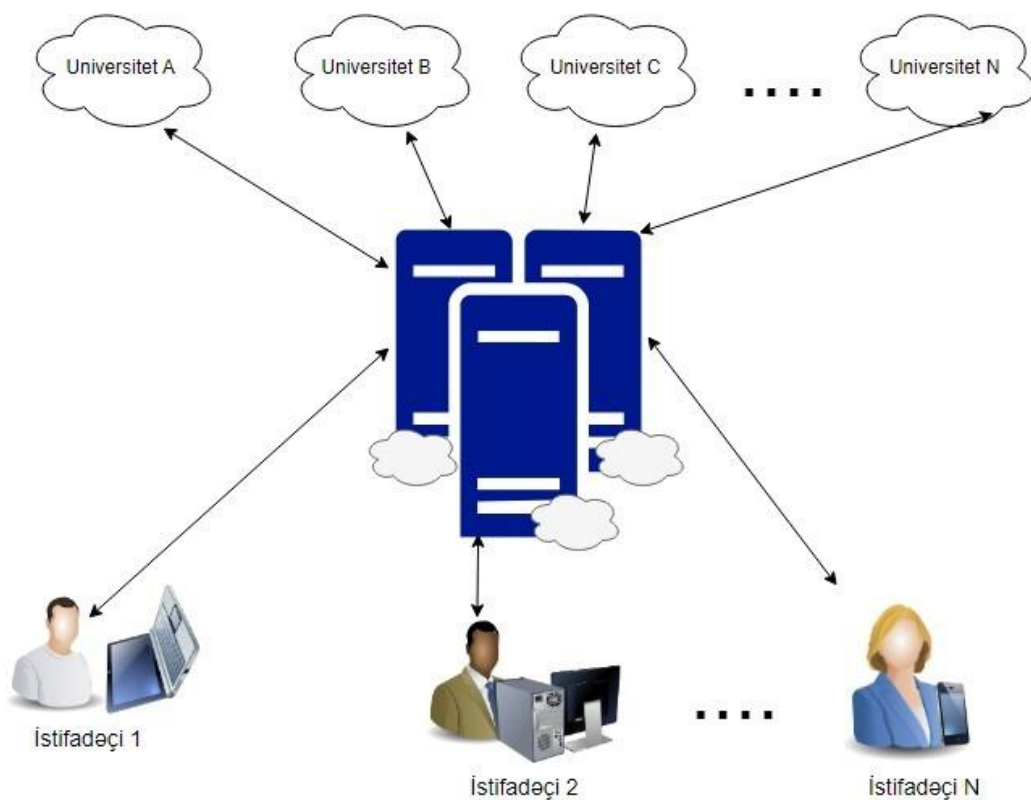 Universitet A
Universitet B
Universitet C
....
Universitet N
İstifadəçi 1
İstifadəçi 2
....
İstifadəçi N